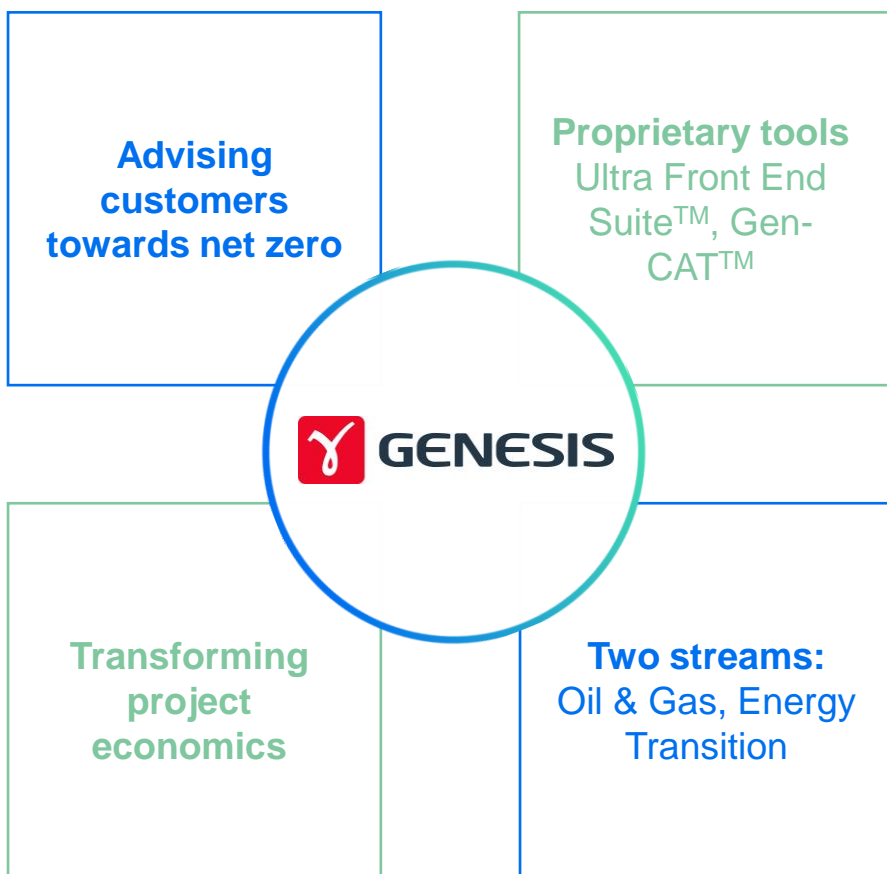 Advising
customers
towards net zero
Proprietary tools
Ultra Front End
Suite™, Gen-
CAT™
GENESIS
Transforming
project
economics
Two streams:
Oil & Gas, Energy
Transition